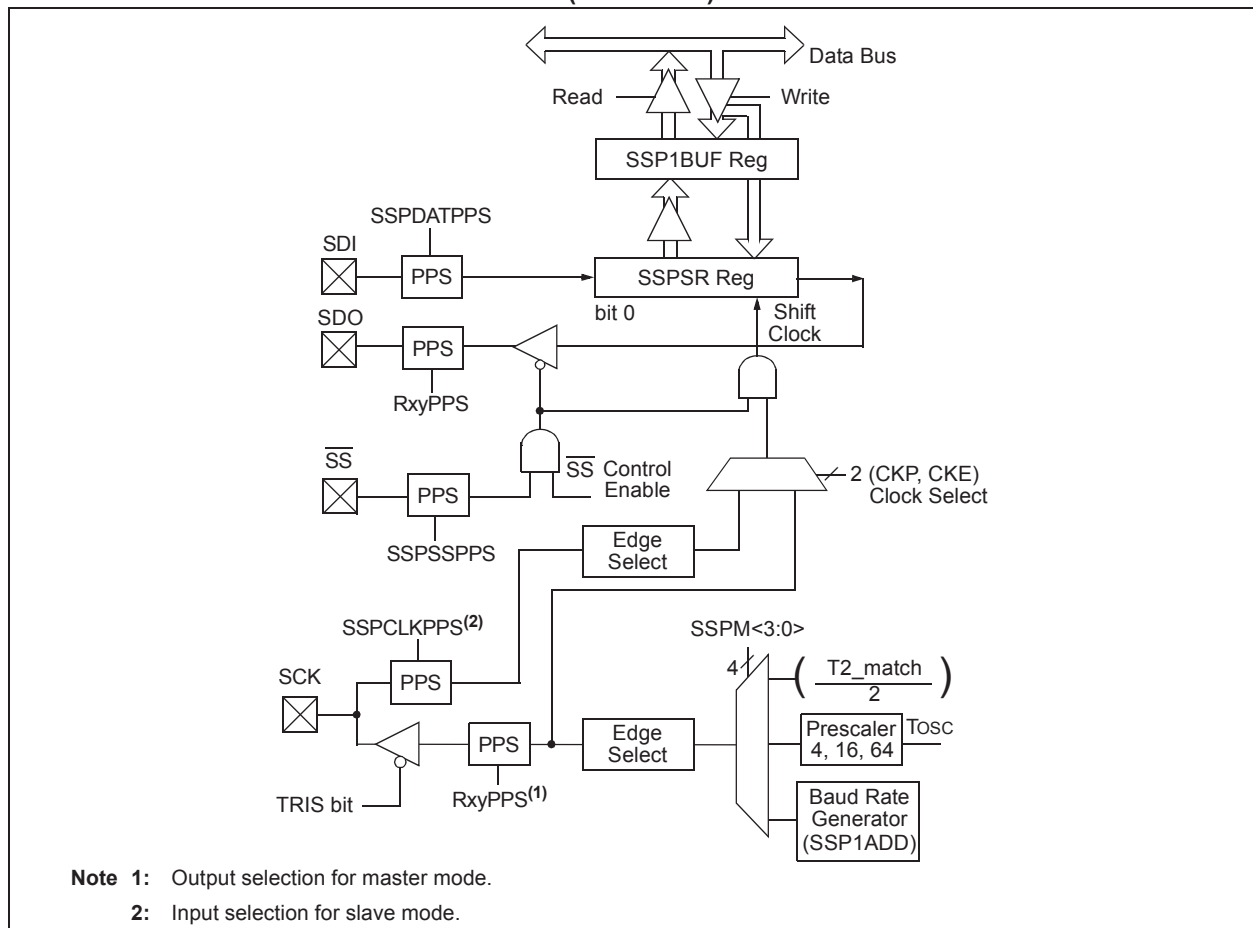 Data Bus
Read
Write
SSP1BUF Reg
SSPDATPPS
SDI
PPS
SSPSR Reg
bit 0
Shift
Clock
SDO
PPS
RxyPPS
SS
PPS
SS Control
Enable
2 (CKP, CKE)
Clock Select
SSPSSPPS
Edge
Select
SSPCLKPPS(2)
SSPM<3:0>
4
PPS
SCK
( T2_match
2 )
PPS
Edge
Select
Prescaler
4, 16, 64
TOSC
TRIS bit
RxyPPS(1)
Baud Rate
Generator
(SSP1ADD)
Note 1: Output selection for master mode.
2: Input selection for slave mode.